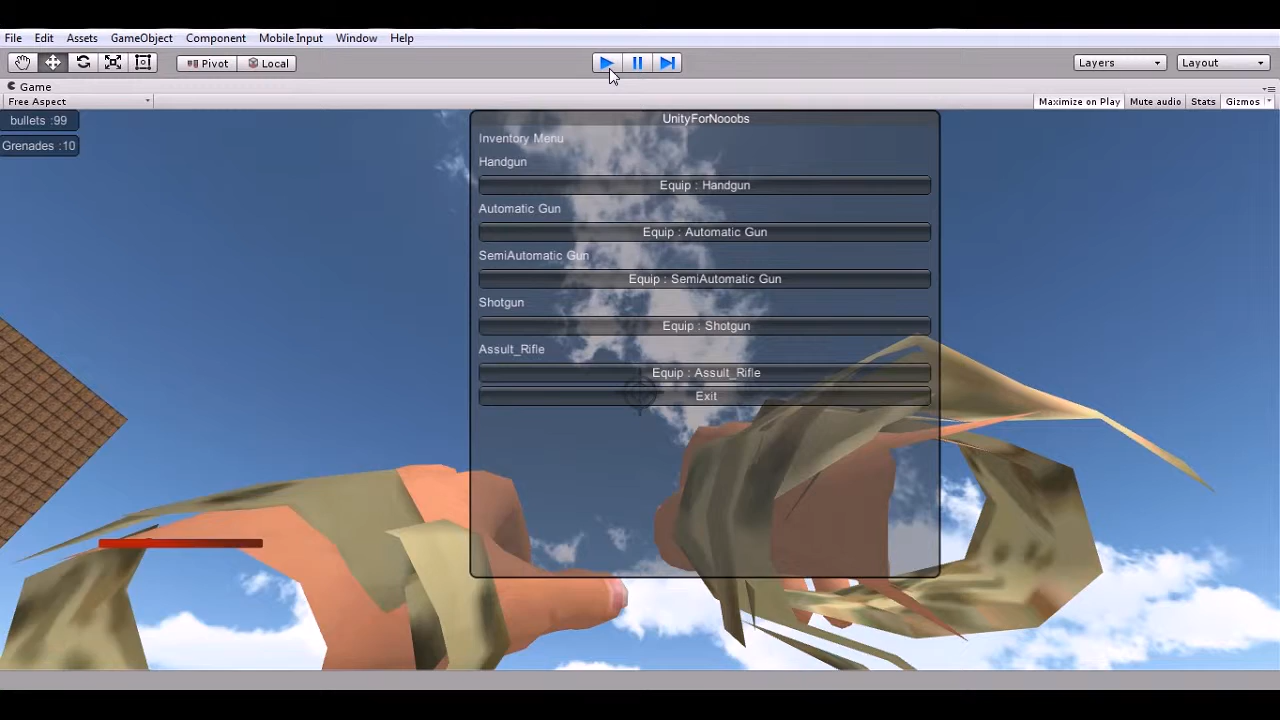 File Edit Assets GameObject Component Mobile Input Window Help
Pivot Local Layers Layout
Game
Free Aspect Maximize on Play Mute audio Stats Gizmos
bullets :99
Grenades :10
UnityForNooobs
Inventory Menu
Handgun
Equip : Handgun
Automatic Gun
Equip : Automatic Gun
SemiAutomatic Gun
Equip : SemiAutomatic Gun
Shotgun
Equip : Shotgun
Assult_Rifle
Equip : Assult_Rifle
Exit